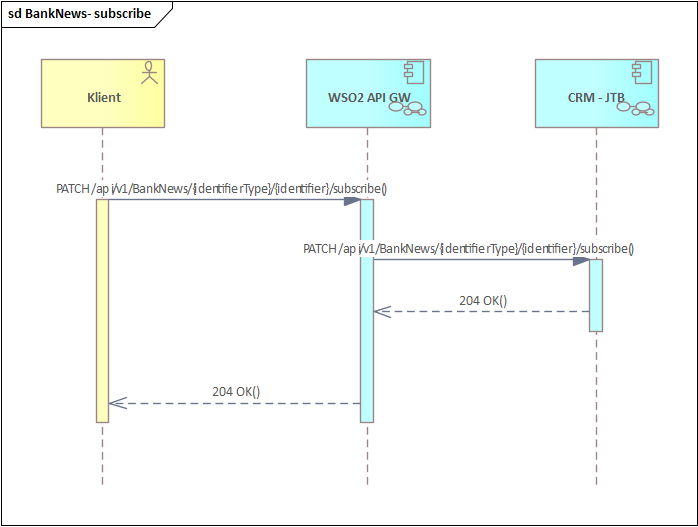 sd BankNews- subscribe
Klient
WSO2 API GW
CRM - JTB
PATCH /api/v1/BankNews/{identifierType}/{identifier}/subscribe()
PATCH /api/v1/BankNews/{identifierType}/{identifier}/subscribe()
204 OK()
204 OK()